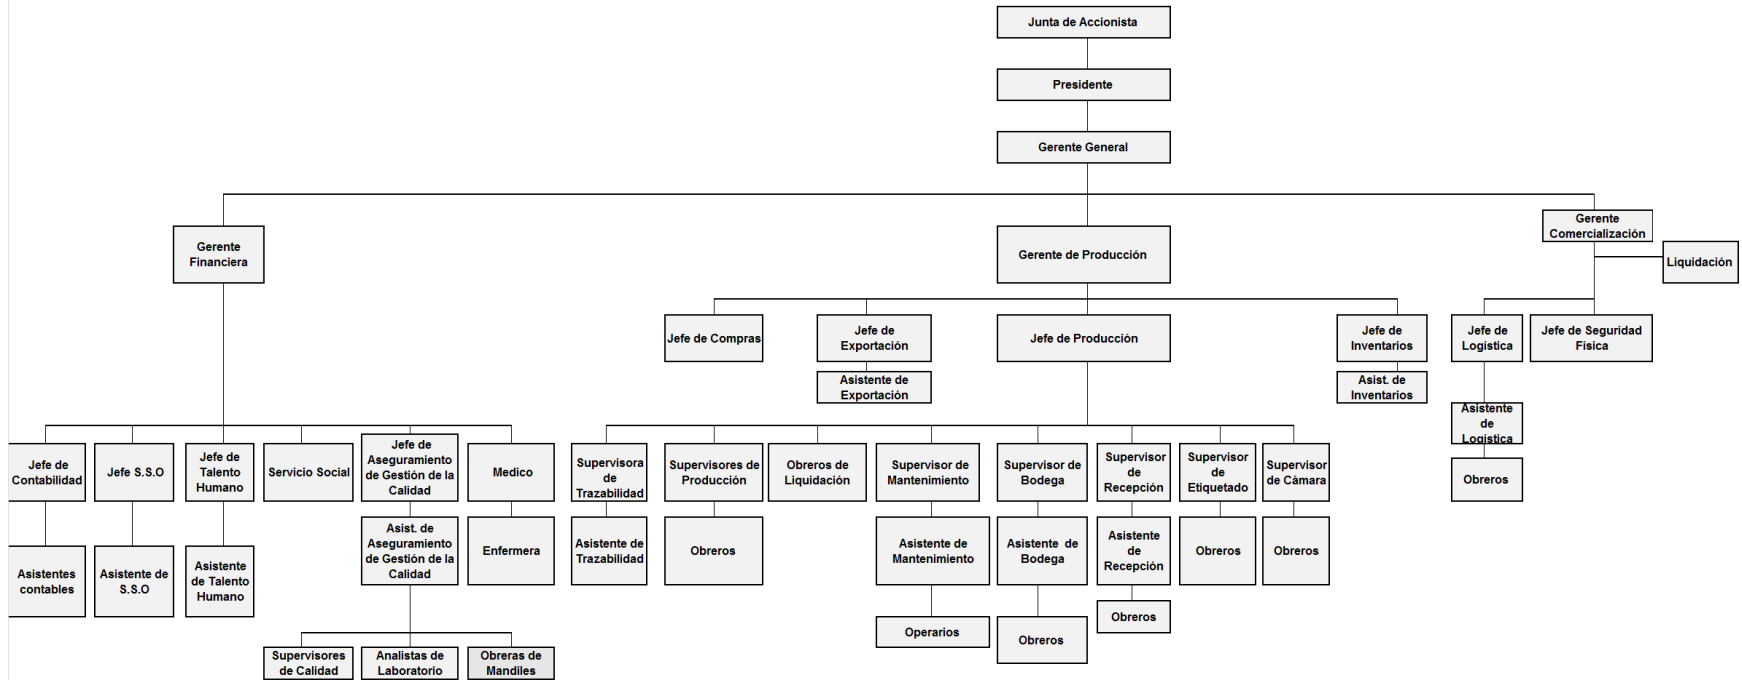 Junta de Accionista
Presidente
Gerente General
Gerente
Financiera
Gerente de Producción
Gerente
Comercialización
Liquidación
Jefe de Compras
Jefe de
Exportación
Jefe de Producción
Jefe de
Inventarios
Jefe de
Logística
Jefe de Seguridad
Física
Asistente de
Exportación
Asist. de
Inventarios
Asistente
de
Logística
Obreros
Jefe de
Contabilidad
Jefe S.S.O
Jefe de
Talento
Humano
Servicio Social
Jefe de
Aseguramiento
de Gestión de la
Calidad
Medico
Supervisora
de
Trazabilidad
Supervisores de
Producción
Obreros de
Liquidación
Supervisor de
Mantenimiento
Supervisor de
Bodega
Supervisor
de
Recepción
Supervisor
de
Etiquetado
Supervisor
de Cámara
Asistentes
contables
Asistente de
S.S.O
Asistente
de Talento
Humano
Asist. de
Aseguramiento
de Gestión de la
Calidad
Enfermera
Asistente de
Trazabilidad
Obreros
Asistente de
Mantenimiento
Asistente de
Bodega
Asistente
de
Recepción
Obreros
Obreros
Operarios
Obreros
Obreros
Supervisores
de Calidad
Analistas de
Laboratorio
Obreras de
Mandiles